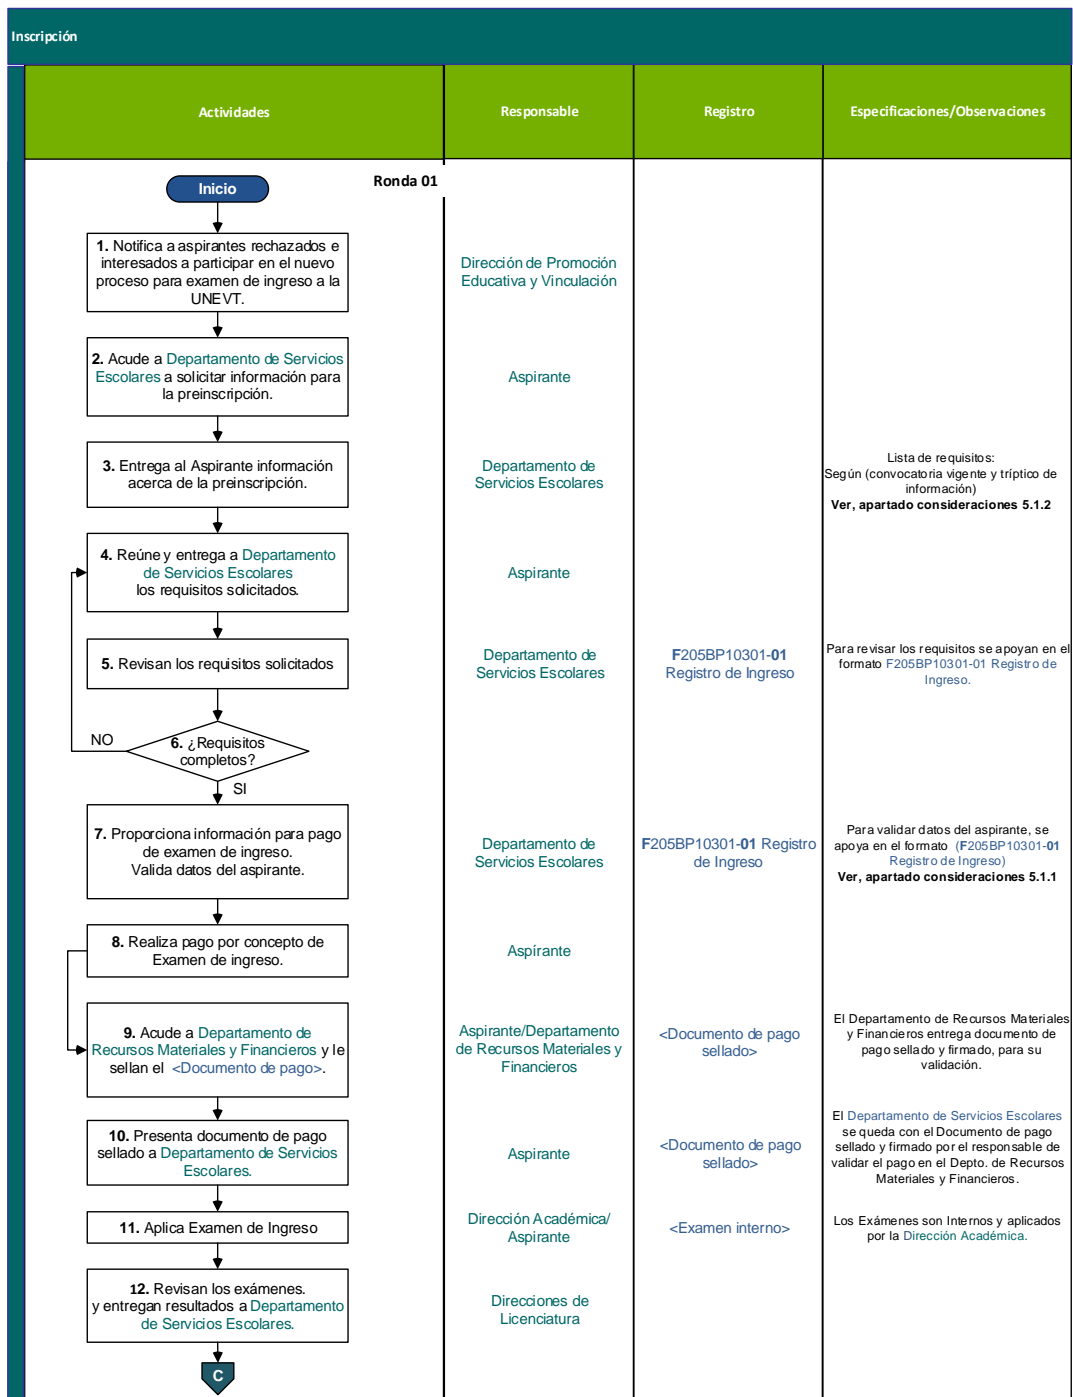 Inscripción
Actividades
Responsable
Registro
Especificaciones/Observaciones
Ronda 01
Inicio
1. Notifica a aspirantes rechazados e
interesados a participar en el nuevo
proceso para examen de ingreso a la
UNEVT.
Dirección de Promoción
Educativa y Vinculación
2. Acude a Departamento de Servicios
Escolares a solicitar información para
la preinscripción.
Aspirante
3. Entrega al Aspirante información
acerca de la preinscripción.
Departamento de
Servicios Escolares
Lista de requisitos:
Según (convocatoria vigente y tríptico de
información)
Ver, apartado consideraciones 5.1.2
4. Reúne y entrega a Departamento
de Servicios Escolares
los requisitos solicitados.
Aspirante
5. Revisan los requisitos solicitados
Departamento de
Servicios Escolares
F205BP10301-01
Registro de Ingreso
Para revisar los requisitos se apoyan en el
formato F205BP10301-01 Registro de
Ingreso.
NO
6. ¿Requisitos
completos?
SI
7. Proporciona información para pago
de examen de ingreso.
Valida datos del aspirante.
Departamento de
Servicios Escolares
F205BP10301-01 Registro
de Ingreso
Para validar datos del aspirante, se
apoya en el formato (F205BP10301-01
Registro de Ingreso)
Ver, apartado consideraciones 5.1.1
8. Realiza pago por concepto de
Examen de ingreso.
Aspírante
9. Acude a Departamento de
Recursos Materiales y Financieros y le
sellan el <Documento de pago>.
Aspirante/Departamento
de Recursos Materiales y
Financieros
<Documento de pago
sellado>
El Departamento de Recursos Materiales
y Financieros entrega documento de
pago sellado y firmado, para su
validación.
10. Presenta documento de pago
sellado a Departamento de Servicios
Escolares.
Aspirante
<Documento de pago
sellado>
El Departamento de Servicios Escolares
se queda con el Documento de pago
sellado y firmado por el responsable de
validar el pago en el Depto. de Recursos
Materiales y Financieros.
11. Aplica Examen de Ingreso
Dirección Académica/
Aspirante
<Examen interno>
Los Exámenes son Internos y aplicados
por la Dirección Académica.
12. Revisan los exámenes.
y entregan resultados a Departamento
de Servicios Escolares.
Direcciones de
Licenciatura
C